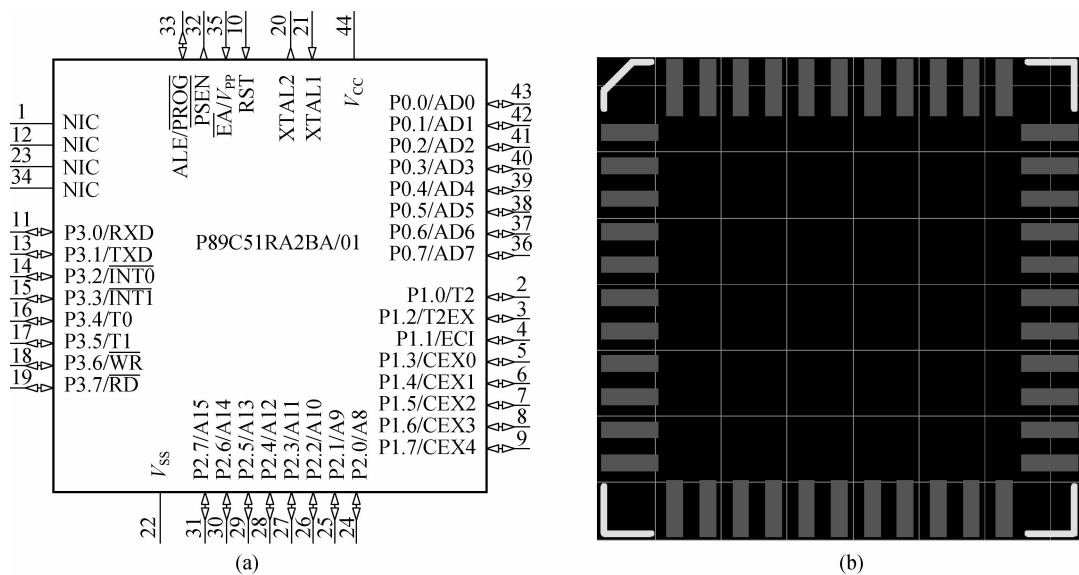 33 32 35 10 20 21 44
ALE/PROG PSEN EA/VPP RST XTAL2 XTAL1 VCC
1 NIC
12 NIC
23 NIC
34 NIC
P0.0/AD0 43
P0.1/AD1 42
P0.2/AD2 41
P0.3/AD3 40
P0.4/AD4 39
P0.5/AD5 38
P0.6/AD6 37
P0.7/AD7 36
11 P3.0/RXD
13 P3.1/TXD
14 P3.2/INT0
15 P3.3/INT1
16 P3.4/T0
17 P3.5/T1
18 P3.6/WR
19 P3.7/RD
P89C51RA2BA/01
P1.0/T2 2
P1.2/T2EX 3
P1.1/ECI 4
P1.3/CEX0 5
P1.4/CEX1 6
P1.5/CEX2 7
P1.6/CEX3 8
P1.7/CEX4 9
VSS P2.7/A15 P2.6/A14 P2.5/A13 P2.4/A12 P2.3/A11 P2.2/A10 P2.1/A9 P2.0/A8
22 31 30 29 28 27 26 25 24
(a) (b)